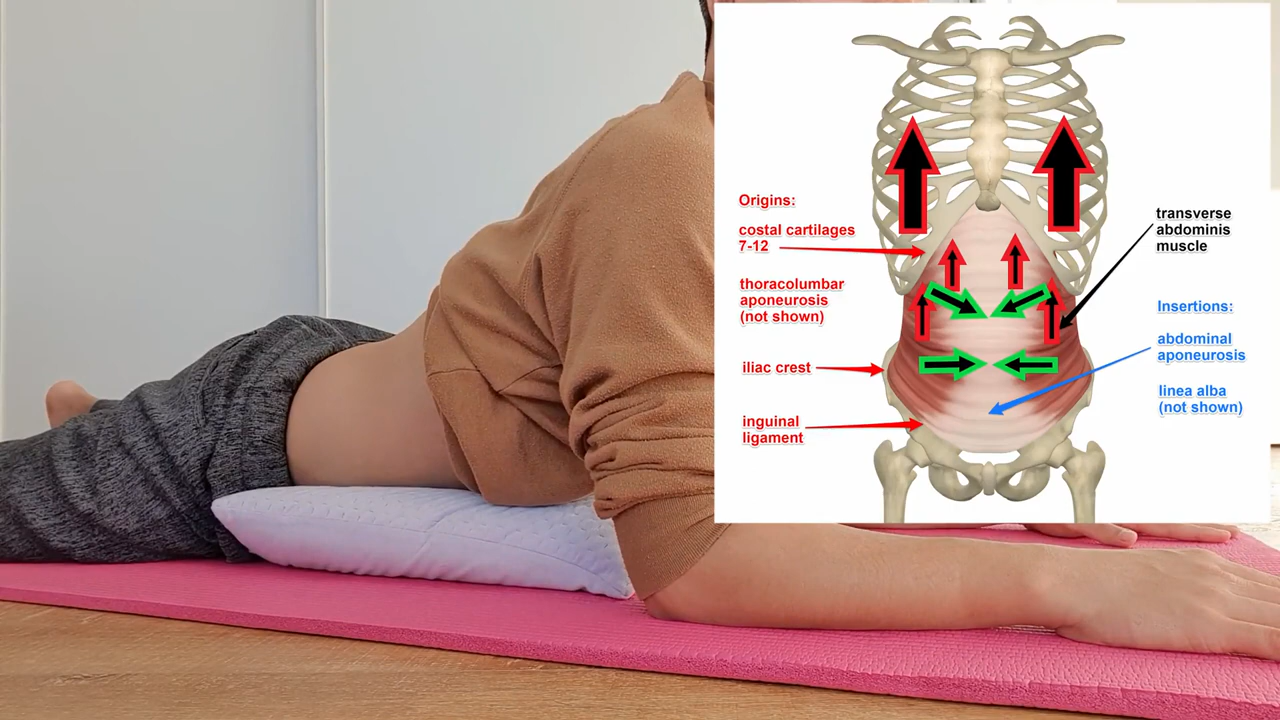 Origins:
costal cartilages
7-12
thoracolumbar
aponeurosis
(not shown)
iliac crest
inguinal
ligament
transverse
abdominis
muscle
Insertions:
abdominal
aponeurosis
linea alba
(not shown)